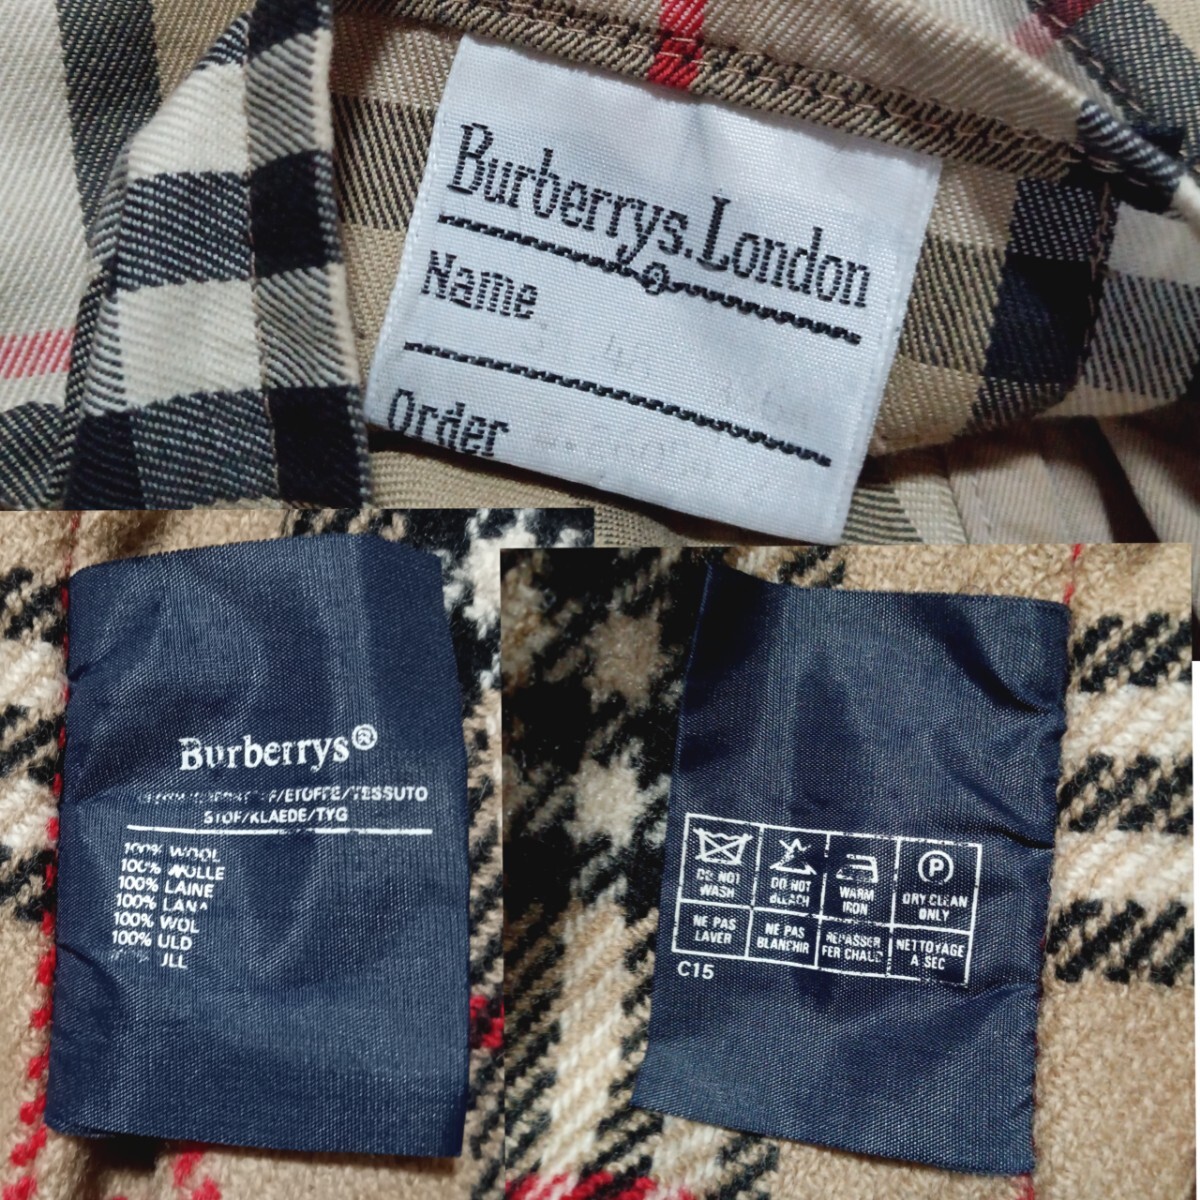 Burberrys.London
Name
Order
Burberrys®
/ETOFFE/TESSUTO
STOF/KLAEDE/TYG
100% WOOL
100% WOLLE
100% LAINE
100% LANA
100% WOL
100% ULD
ULL
DO NOT WASH
DO NOT BLEACH
WARM IRON
DRY CLEAN ONLY
NE PAS LAVER
NE PAS BLANCHIR
REPASSER FER CHAUD
NETTOYAGE A SEC
C15